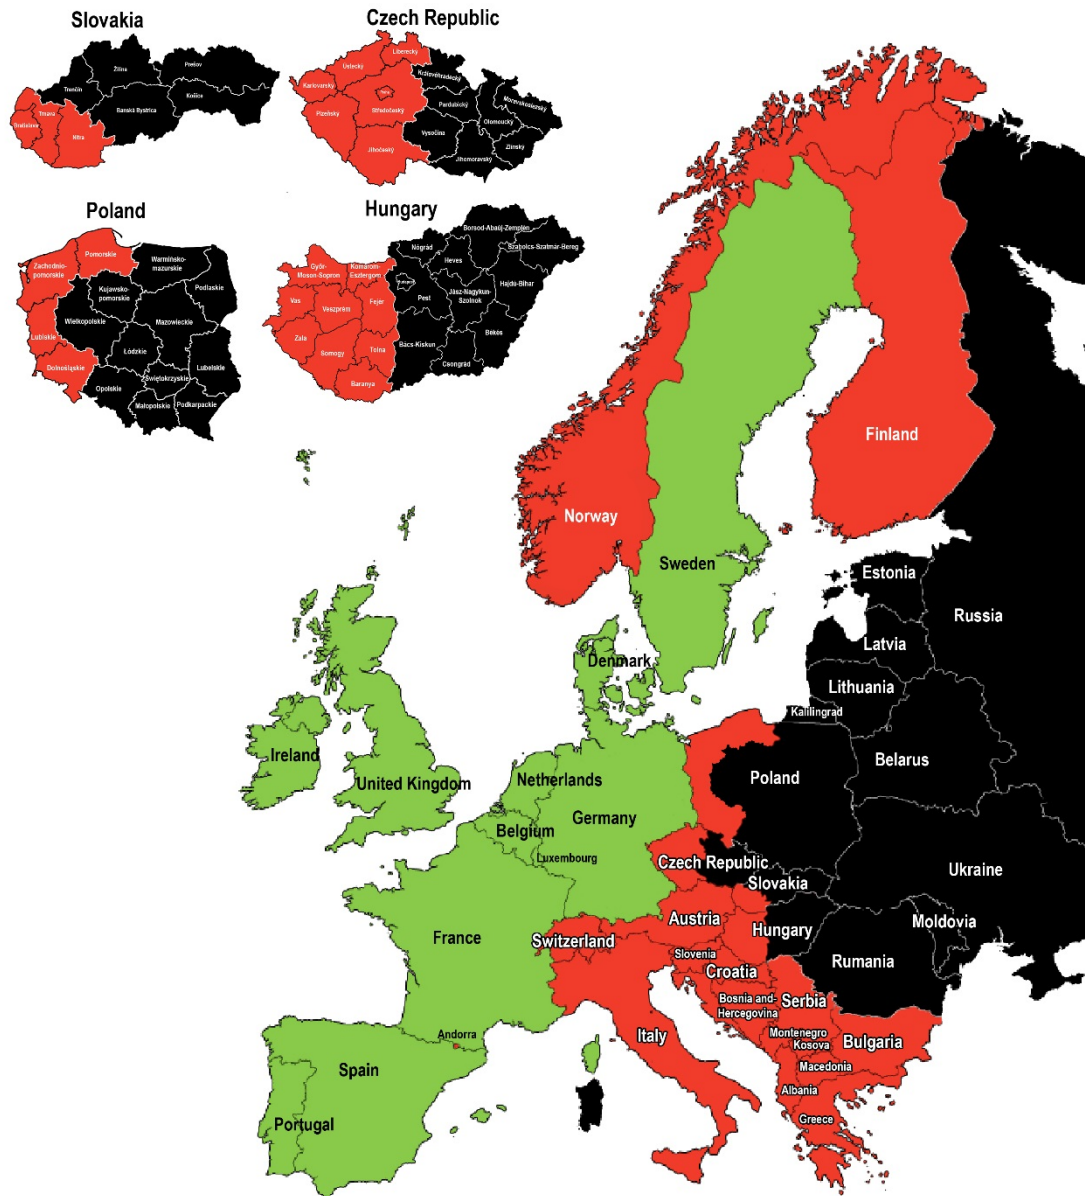 Slovakia
Žilina
Prešov
Trenčín
Košice
Banská Bystrica
Trnava
Bratislava
Nitra
Czech Republic
Liberecký
Ústecký
Karlovarský
Královéhradecký
Moravskoslezský
Plzeňský
Středočeský
Pardubický
Olomoucký
Vysočina
Zlínský
Jihočeský
Jihomoravský
Poland
Pomorskie
Zachodnio-
pomorskie
Warmińsko-
mazurskie
Podlaskie
Kujawsko-
pomorskie
Wielkopolskie
Mazowieckie
Lubuskie
Łódzkie
Lubelskie
Dolnośląskie
Świętokrzyskie
Opolskie
Małopolskie
Podkarpackie
Hungary
Borsod-Abaúj-Zemplén
Nógrád
Szabolcs-Szatmár-Bereg
Heves
Győr-
Moson-Sopron
Komárom-
Esztergom
Hajdu-Bihar
Vas
Veszprém
Fejér
Pest
Jász-Nagykun-
Szolnok
Zala
Somogy
Tolna
Bács-Kiskun
Békés
Csongrád
Baranya
Finland
Norway
Sweden
Estonia
Russia
Latvia
Denmark
Lithuania
Kalilingrad
Ireland
United Kingdom
Netherlands
Poland
Belarus
Germany
Belgium
Luxembourg
Czech Republic
Slovakia
Ukraine
Austria
Moldovia
France
Switzerland
Hungary
Slovenia
Rumania
Croatia
Bosnia and-
Hercegovina
Serbia
Andorra
Italy
Montenegro
Kosova
Bulgaria
Macedonia
Spain
Albania
Portugal
Greece